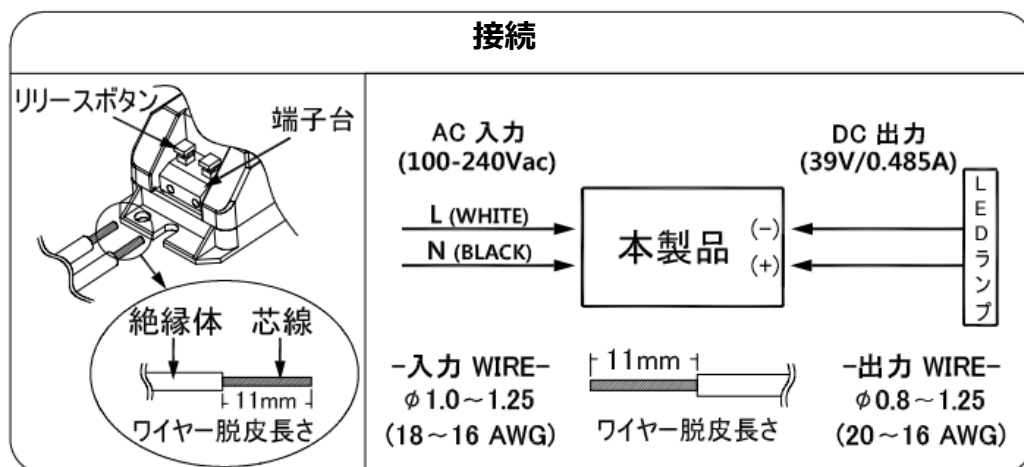 接続
リリースボタン
端子台
絶縁体
芯線
11mm
ワイヤー脱皮長さ
AC 入力
(100-240Vac)
L (WHITE)
N (BLACK)
本製品
(-)
(+)
DC 出力
(39V/0.485A)
LEDランプ
-入力 WIRE-
φ1.0～1.25
(18～16 AWG)
11mm
ワイヤー脱皮長さ
-出力 WIRE-
φ0.8～1.25
(20～16 AWG)